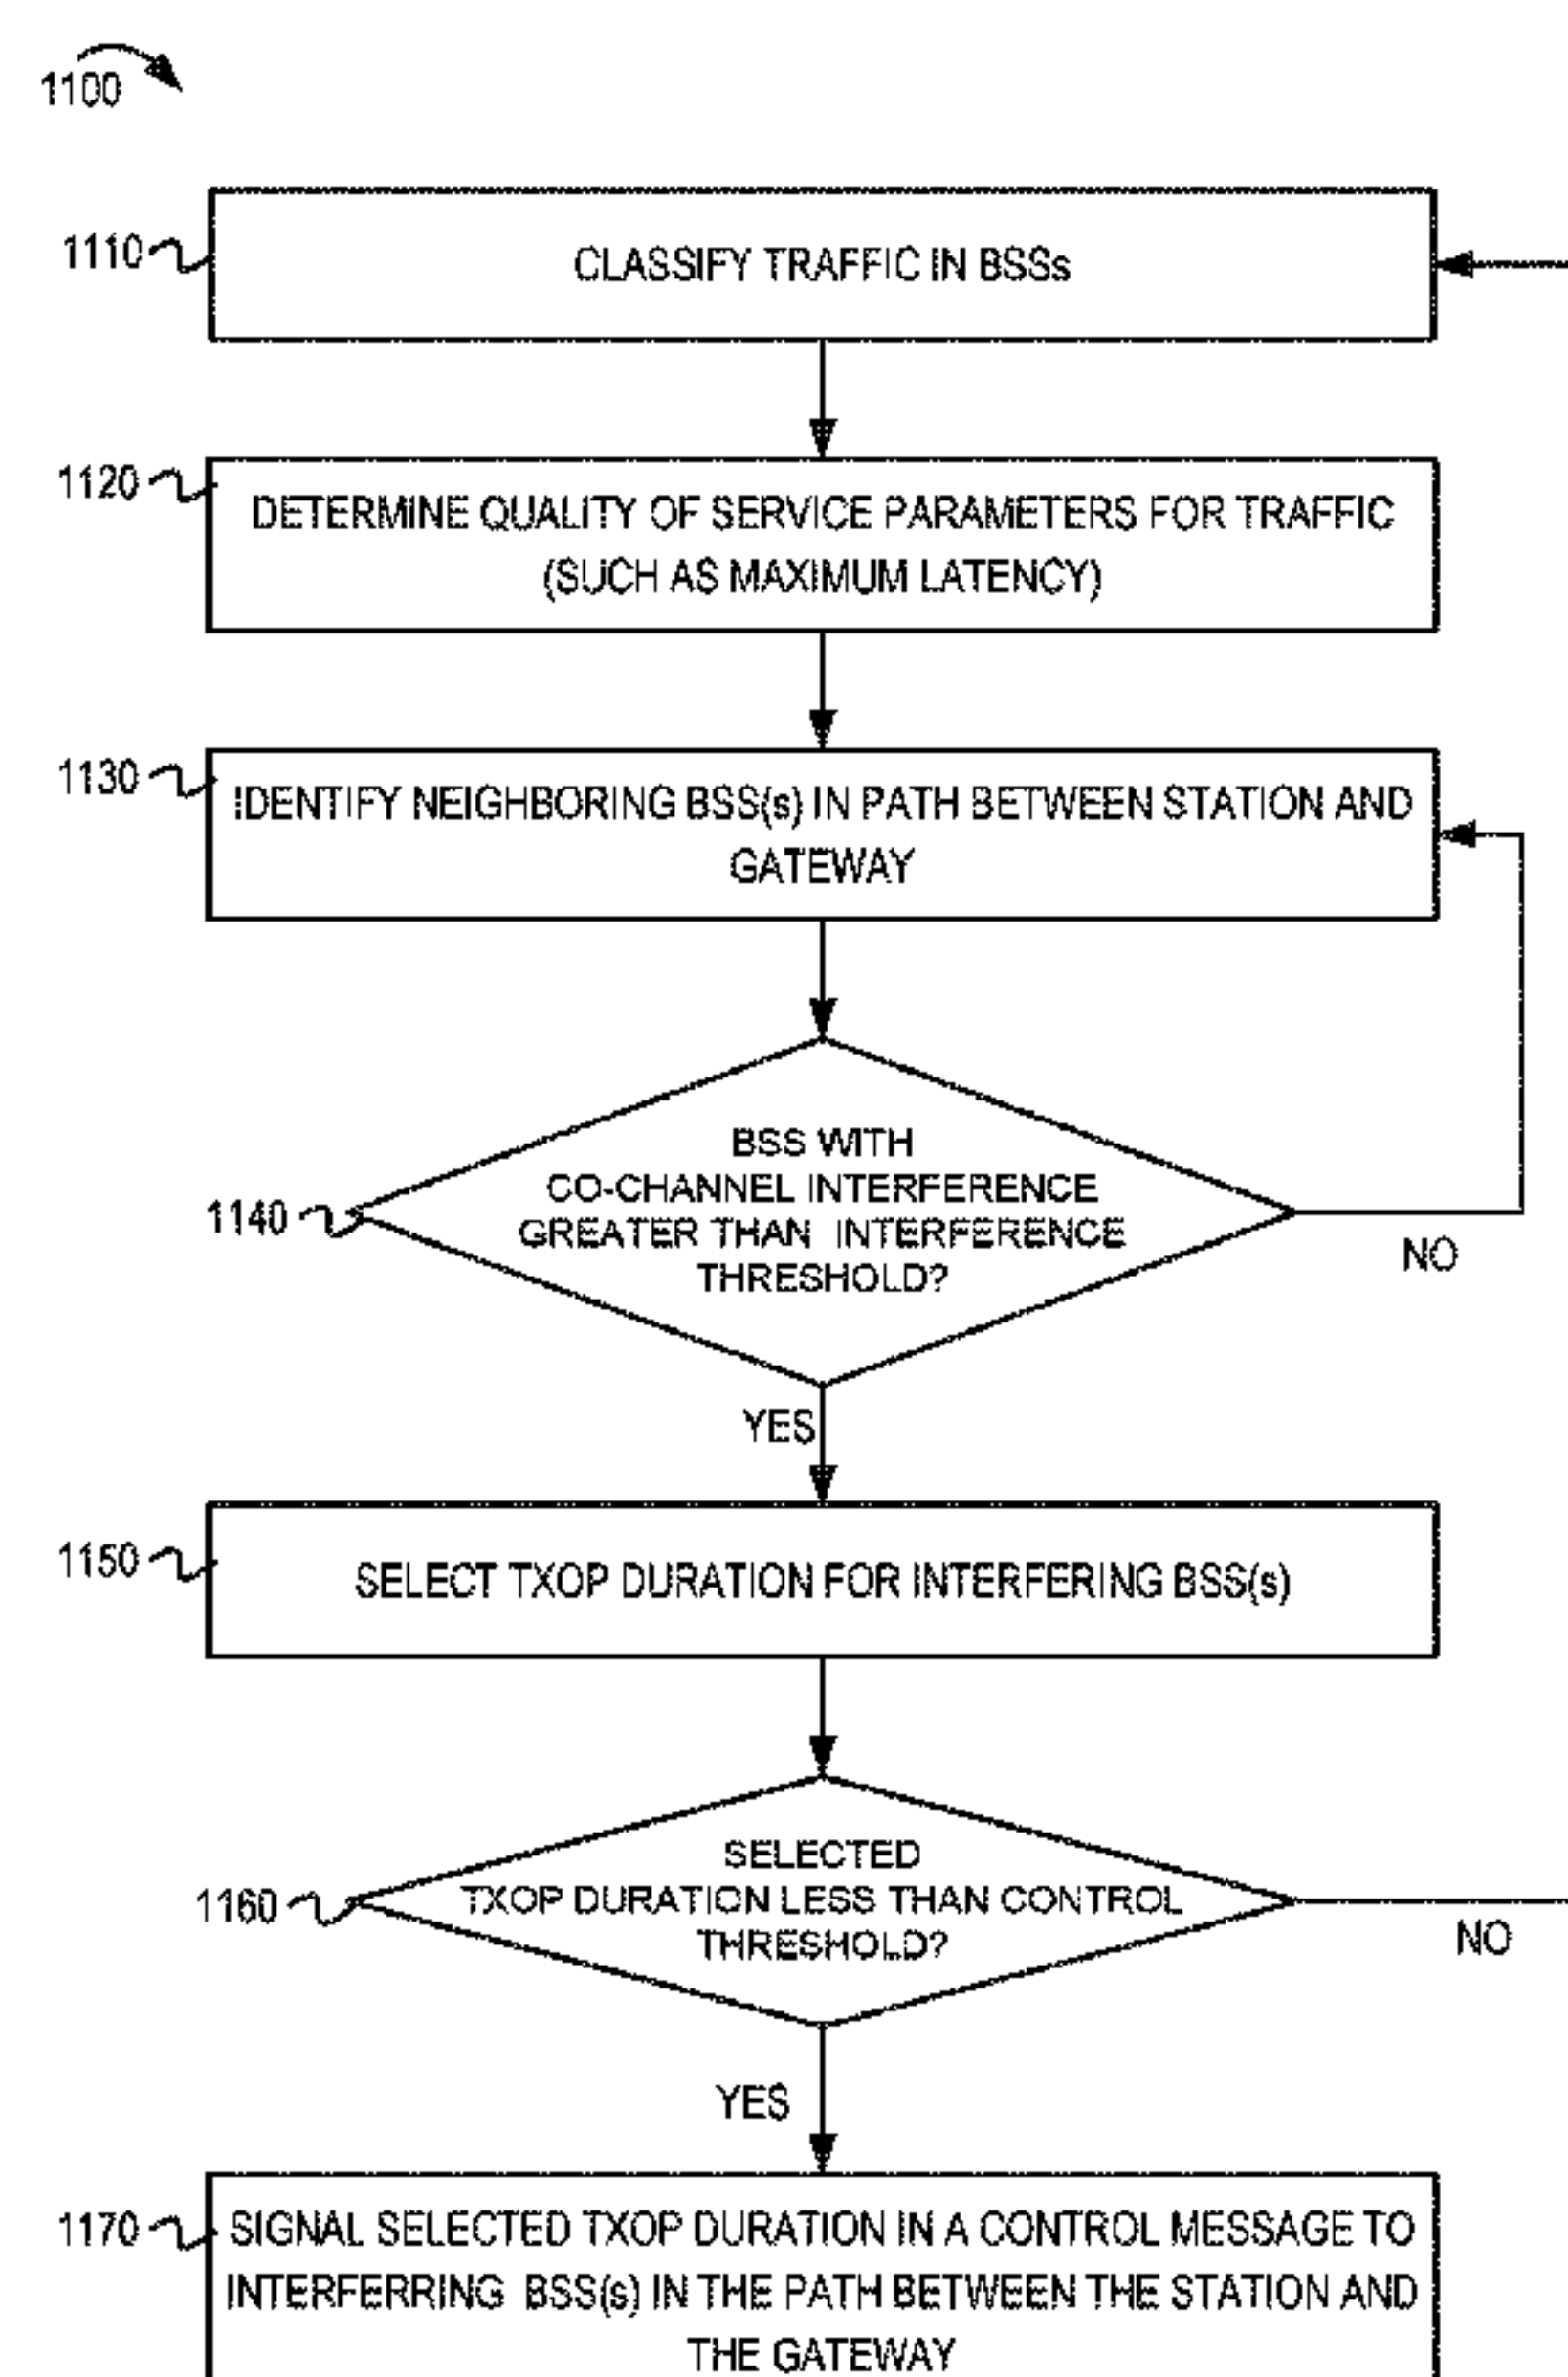 1100
1110
CLASSIFY TRAFFIC IN BSSs
1120
DETERMINE QUALITY OF SERVICE PARAMETERS FOR TRAFFIC
(SUCH AS MAXIMUM LATENCY)
1130
IDENTIFY NEIGHBORING BSS(s) IN PATH BETWEEN STATION AND
GATEWAY
1140
BSS WITH
CO-CHANNEL INTERFERENCE
GREATER THAN INTERFERENCE
THRESHOLD?
NO
YES
1150
SELECT TXOP DURATION FOR INTERFERING BSS(s)
1160
SELECTED
TXOP DURATION LESS THAN CONTROL
THRESHOLD?
NO
YES
1170
SIGNAL SELECTED TXOP DURATION IN A CONTROL MESSAGE TO
INTERFERRING BSS(s) IN THE PATH BETWEEN THE STATION AND
THE GATEWAY